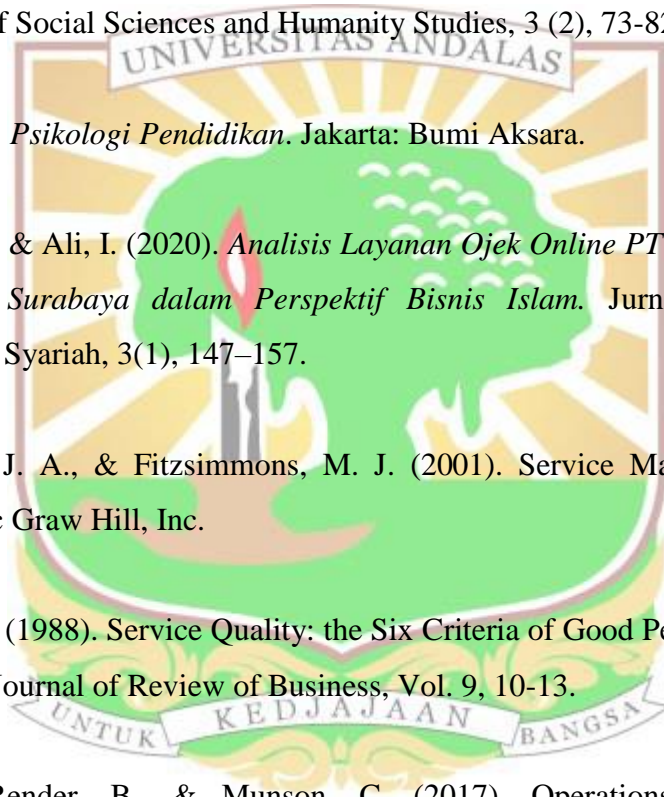 f Social Sciences and Humanity Studies, 3 (2), 73-82
UNIVERSITAS ANDALAS
Psikologi Pendidikan. Jakarta: Bumi Aksara.
& Ali, I. (2020). Analisis Layanan Ojek Online PT
Surabaya dalam Perspektif Bisnis Islam. Jurn
Syariah, 3(1), 147–157.
J. A., & Fitzsimmons, M. J. (2001). Service Ma
c Graw Hill, Inc.
(1988). Service Quality: the Six Criteria of Good Pe
Journal of Review of Business, Vol. 9, 10-13.
UNTUK KEDJAJAAN BANGSA
Render, B., & Munson, C. (2017). Operations